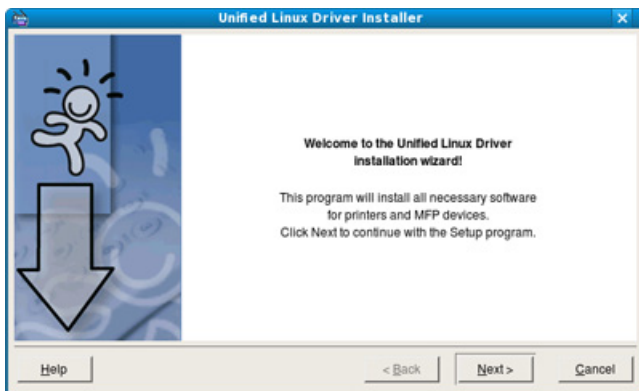 Unified Linux Driver Installer
Welcome to the Unified Linux Driver
installation wizard!
This program will install all necessary software
for printers and MFP devices.
Click Next to continue with the Setup program.
Help
< Back
Next >
Cancel